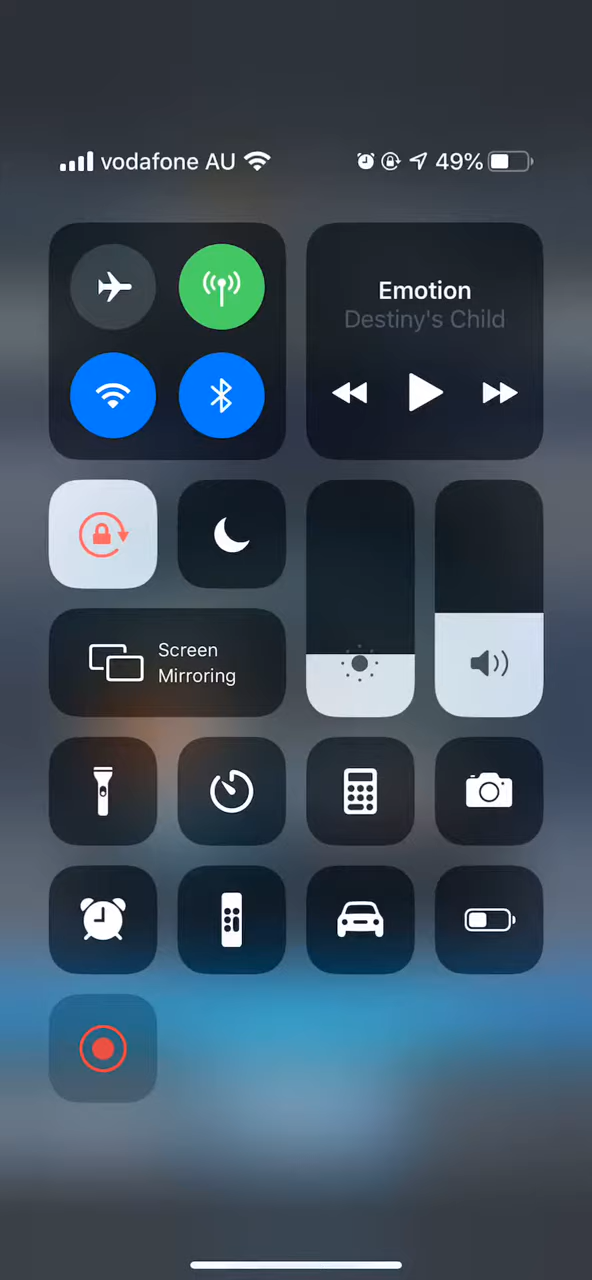 vodafone AU 49%
Emotion
Destiny's Child
Screen
Mirroring